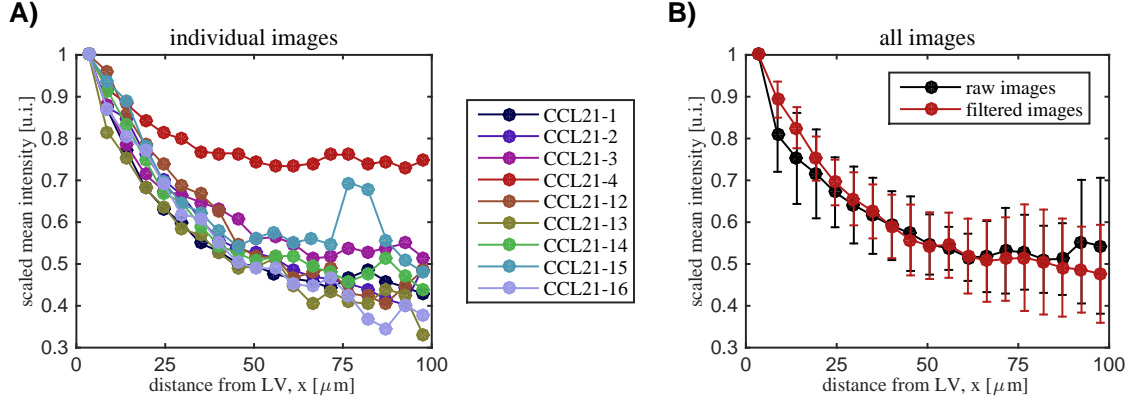 A)
individual images
scaled mean intensity [u.i.]
1
0.9
0.8
0.7
0.6
0.5
0.4
0.3
0
25
50
75
100
distance from LV, x [μm]
CCL21-1
CCL21-2
CCL21-3
CCL21-4
CCL21-12
CCL21-13
CCL21-14
CCL21-15
CCL21-16
B)
all images
scaled mean intensity [u.i.]
1
0.9
0.8
0.7
0.6
0.5
0.4
0.3
0
25
50
75
100
distance from LV, x [μm]
raw images
filtered images